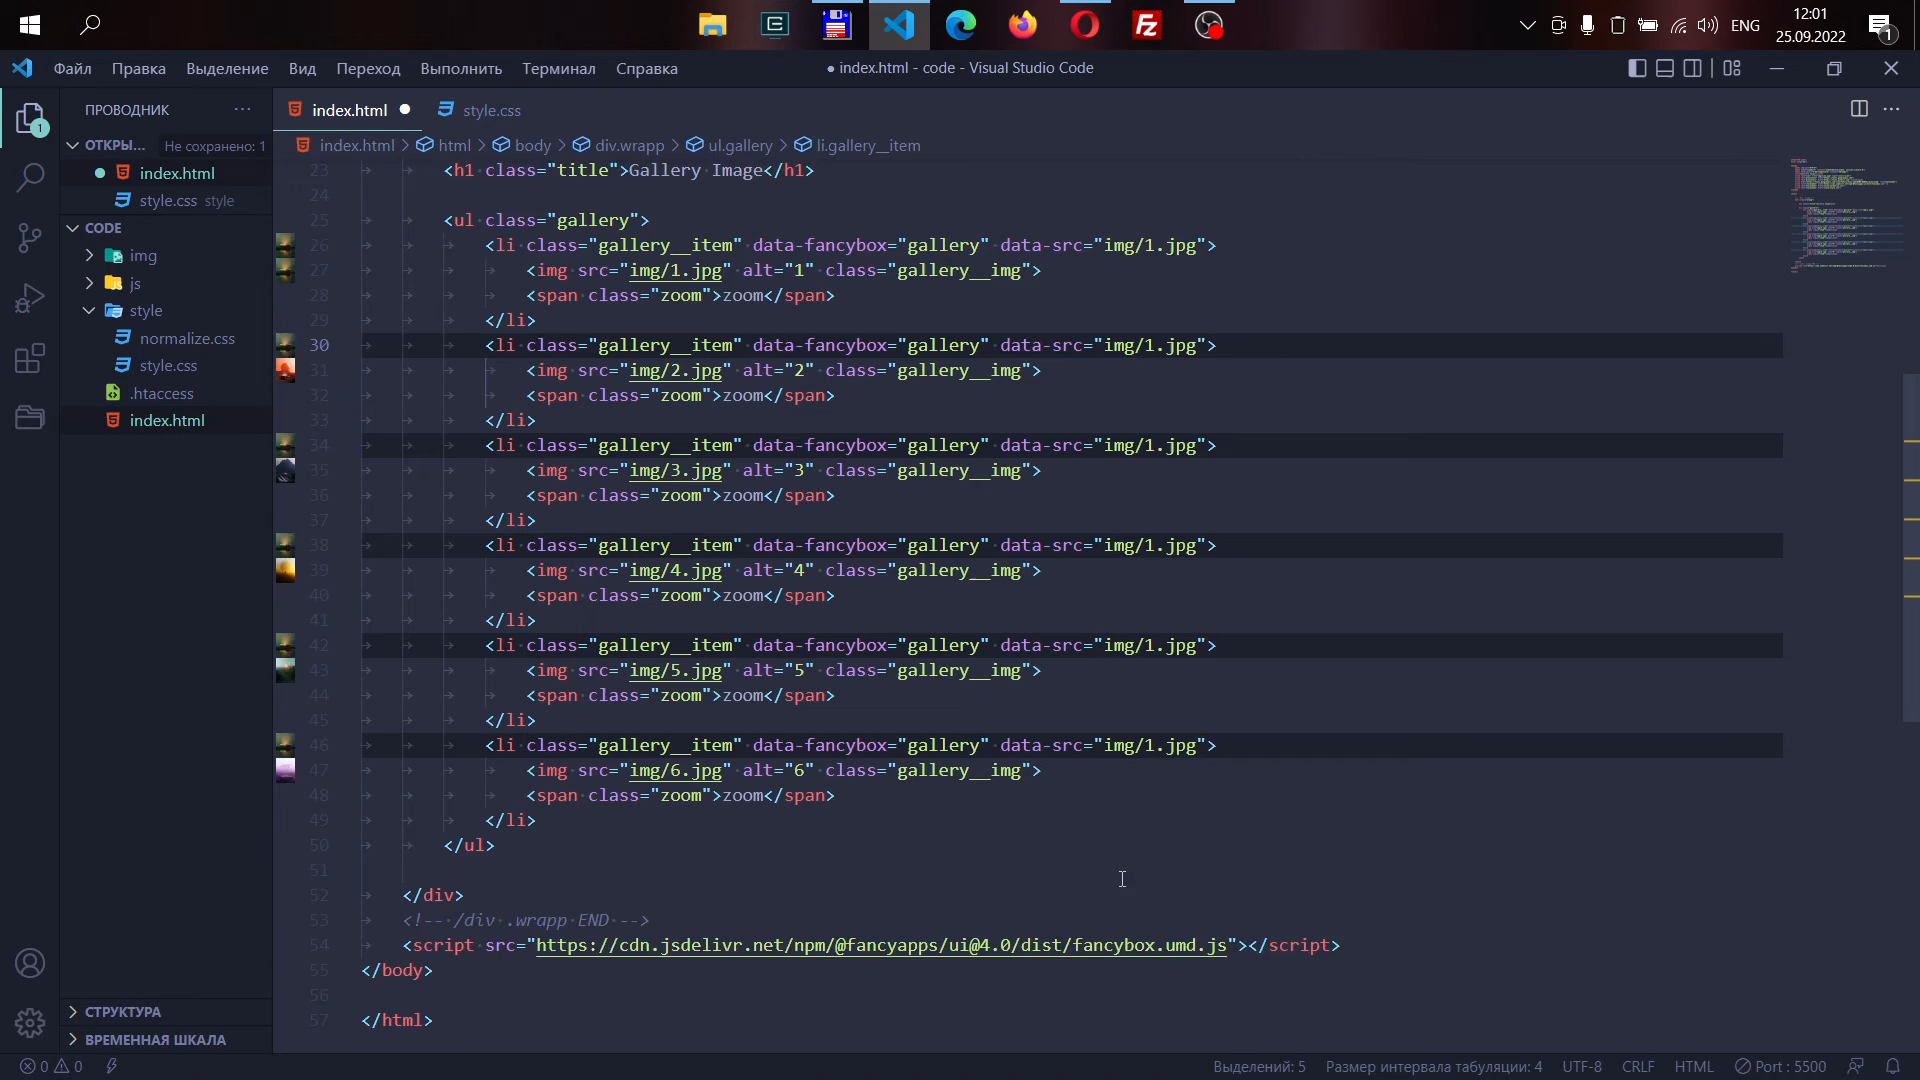 12:01
ENG
25.09.2022
1
Файл Правка Выделение Вид Переход Выполнить Терминал Справка
● index.html - code - Visual Studio Code
ПРОВОДНИК ···
index.html ●
style.css
ОТКРЫ... Не сохранено: 1
index.html > html > body > div.wrapp > ul.gallery > li.gallery__item
1
● index.html
style.css style
CODE
img
js
style
normalize.css
style.css
.htaccess
index.html
СТРУКТУРА
ВРЕМЕННАЯ ШКАЛА
23 <h1 class="title">Gallery Image</h1>
24
25 <ul class="gallery">
26 <li class="gallery__item" data-fancybox="gallery" data-src="img/1.jpg">
27 <img src="img/1.jpg" alt="1" class="gallery__img">
28 <span class="zoom">zoom</span>
29 </li>
30 <li class="gallery__item" data-fancybox="gallery" data-src="img/1.jpg">
31 <img src="img/2.jpg" alt="2" class="gallery__img">
32 <span class="zoom">zoom</span>
33 </li>
34 <li class="gallery__item" data-fancybox="gallery" data-src="img/1.jpg">
35 <img src="img/3.jpg" alt="3" class="gallery__img">
36 <span class="zoom">zoom</span>
37 </li>
38 <li class="gallery__item" data-fancybox="gallery" data-src="img/1.jpg">
39 <img src="img/4.jpg" alt="4" class="gallery__img">
40 <span class="zoom">zoom</span>
41 </li>
42 <li class="gallery__item" data-fancybox="gallery" data-src="img/1.jpg">
43 <img src="img/5.jpg" alt="5" class="gallery__img">
44 <span class="zoom">zoom</span>
45 </li>
46 <li class="gallery__item" data-fancybox="gallery" data-src="img/1.jpg">
47 <img src="img/6.jpg" alt="6" class="gallery__img">
48 <span class="zoom">zoom</span>
49 </li>
50 </ul>
51
52 </div>
53 <!-- /div .wrapp END -->
54 <script src="https://cdn.jsdelivr.net/npm/@fancyapps/ui@4.0/dist/fancybox.umd.js"></script>
55 </body>
56
57 </html>
0 0
Выделений: 5 Размер интервала табуляции: 4 UTF-8 CRLF HTML Port : 5500